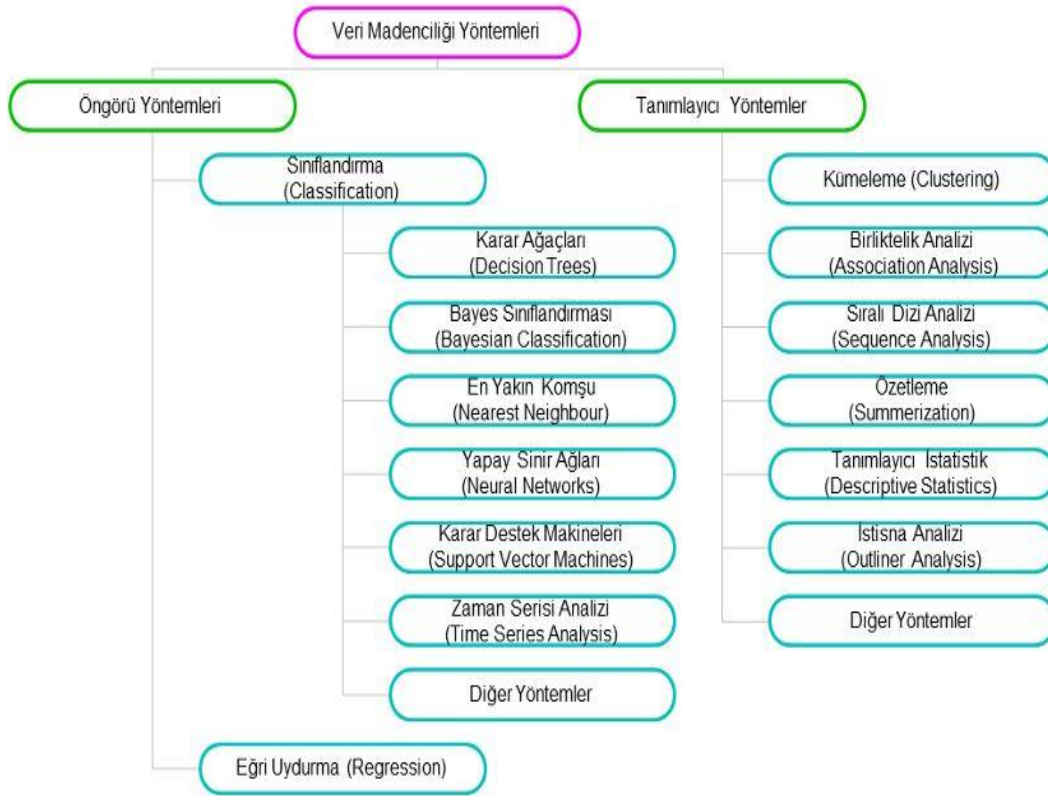 Veri Madenciliği Yöntemleri
Öngörü Yöntemleri
Sınıflandırma
(Classification)
Karar Ağaçları
(Decision Trees)
Bayes Sınıflandırması
(Bayesian Classification)
En Yakın Komşu
(Nearest Neighbour)
Yapay Sinir Ağları
(Neural Networks)
Karar Destek Makineleri
(Support Vector Machines)
Zaman Serisi Analizi
(Time Series Analysis)
Diğer Yöntemler
Eğri Uydurma (Regression)
Tanımlayıcı Yöntemler
Kümeleme (Clustering)
Birliktelik Analizi
(Association Analysis)
Sıralı Dizi Analizi
(Sequence Analysis)
Özetleme
(Summerization)
Tanımlayıcı İstatistik
(Descriptive Statistics)
İstisna Analizi
(Outliner Analysis)
Diğer Yöntemler